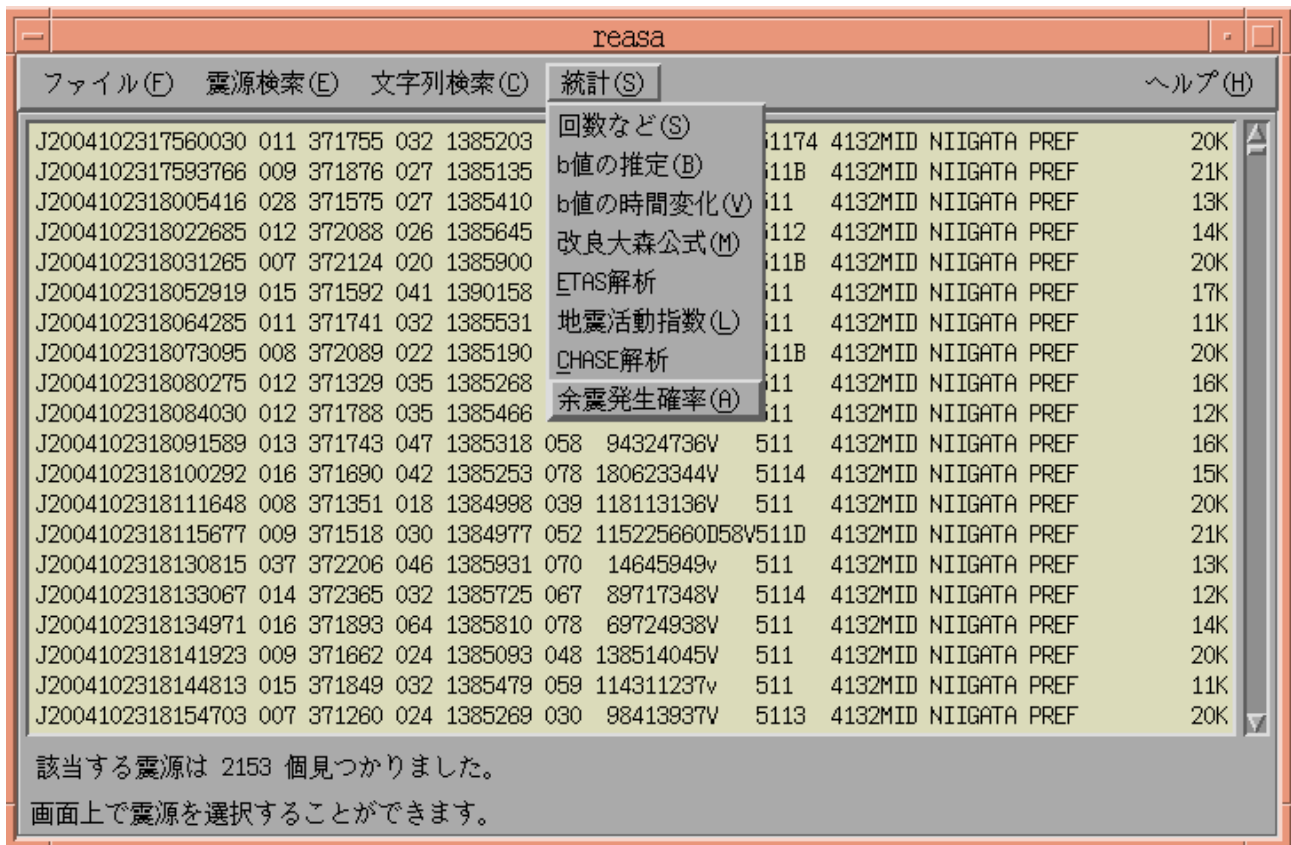 reasa
ファイル(F) 震源検索(E) 文字列検索(C) 統計(S) ヘルプ(H)
回数など(S)
b値の推定(B)
b値の時間変化(V)
改良大森公式(M)
ETAS解析
地震活動指数(L)
CHASE解析
余震発生確率(A)
J2004102317560030 011 371755 032 1385203 51174 4132MID NIIGATA PREF 20K
J2004102317593766 009 371876 027 1385135 511B 4132MID NIIGATA PREF 21K
J2004102318005416 028 371575 027 1385410 511 4132MID NIIGATA PREF 13K
J2004102318022685 012 372088 026 1385645 5112 4132MID NIIGATA PREF 14K
J2004102318031265 007 372124 020 1385900 511B 4132MID NIIGATA PREF 20K
J2004102318052919 015 371592 041 1390158 511 4132MID NIIGATA PREF 17K
J2004102318064285 011 371741 032 1385531 511 4132MID NIIGATA PREF 11K
J2004102318073095 008 372089 022 1385190 511B 4132MID NIIGATA PREF 20K
J2004102318080275 012 371329 035 1385268 511 4132MID NIIGATA PREF 16K
J2004102318084030 012 371788 035 1385466 511 4132MID NIIGATA PREF 12K
J2004102318091589 013 371743 047 1385318 058 94324736V 511 4132MID NIIGATA PREF 16K
J2004102318100292 016 371690 042 1385253 078 180623344V 5114 4132MID NIIGATA PREF 15K
J2004102318111648 008 371351 018 1384998 039 118113136V 511 4132MID NIIGATA PREF 20K
J2004102318115677 009 371518 030 1384977 052 115225660D58V511D 4132MID NIIGATA PREF 21K
J2004102318130815 037 372206 046 1385931 070 14645949v 511 4132MID NIIGATA PREF 13K
J2004102318133067 014 372365 032 1385725 067 89717348V 5114 4132MID NIIGATA PREF 12K
J2004102318134971 016 371893 064 1385810 078 69724938V 511 4132MID NIIGATA PREF 14K
J2004102318141923 009 371662 024 1385093 048 138514045V 511 4132MID NIIGATA PREF 20K
J2004102318144813 015 371849 032 1385479 059 114311237v 511 4132MID NIIGATA PREF 11K
J2004102318154703 007 371260 024 1385269 030 98413937V 5113 4132MID NIIGATA PREF 20K
該当する震源は 2153 個見つかりました。
画面上で震源を選択することができます。